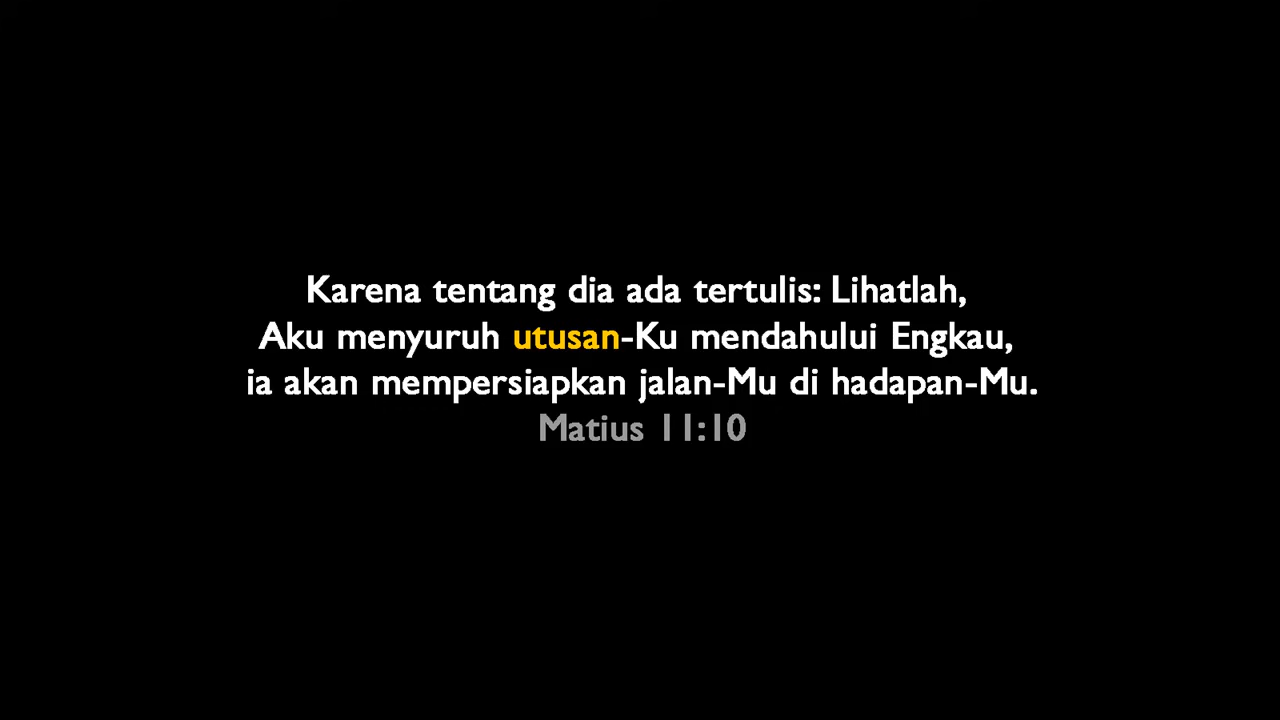 Karena tentang dia ada tertulis: Lihatlah,
Aku menyuruh utusan-Ku mendahului Engkau,
ia akan mempersiapkan jalan-Mu di hadapan-Mu.
Matius 11:10